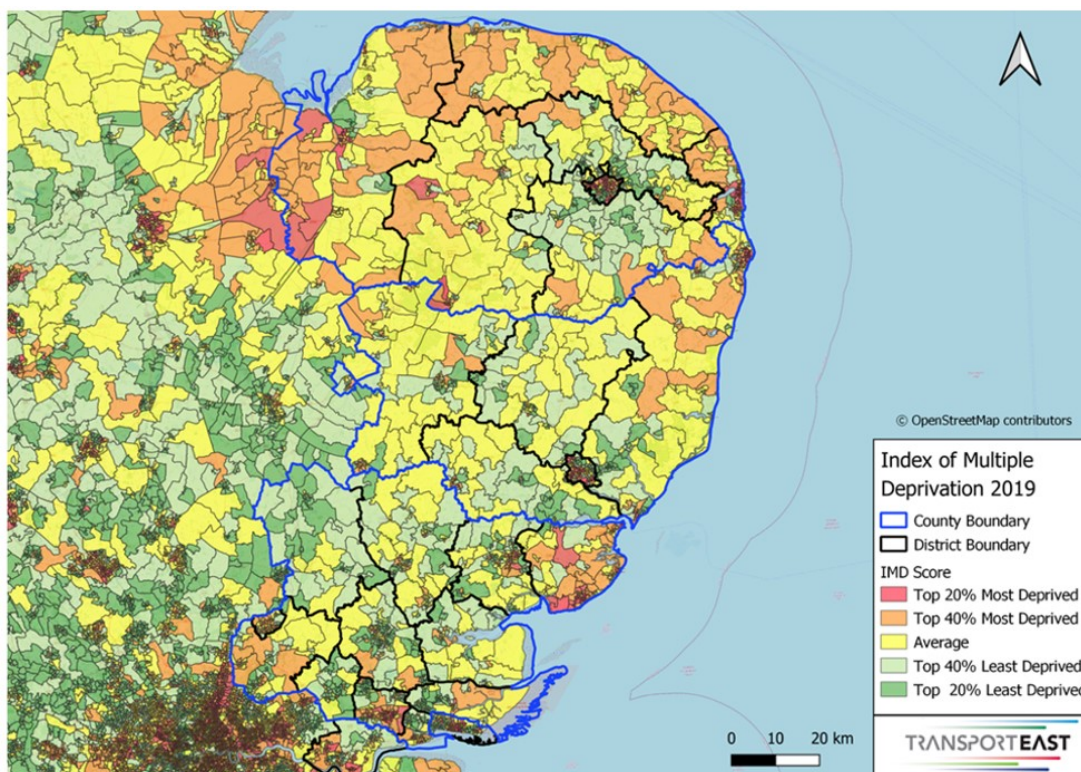 © OpenStreetMap contributors
Index of Multiple
Deprivation 2019
County Boundary
District Boundary
IMD Score
Top 20% Most Deprived
Top 40% Most Deprived
Average
Top 40% Least Deprived
Top 20% Least Deprived
0 10 20 km
TRANSPORTEAST